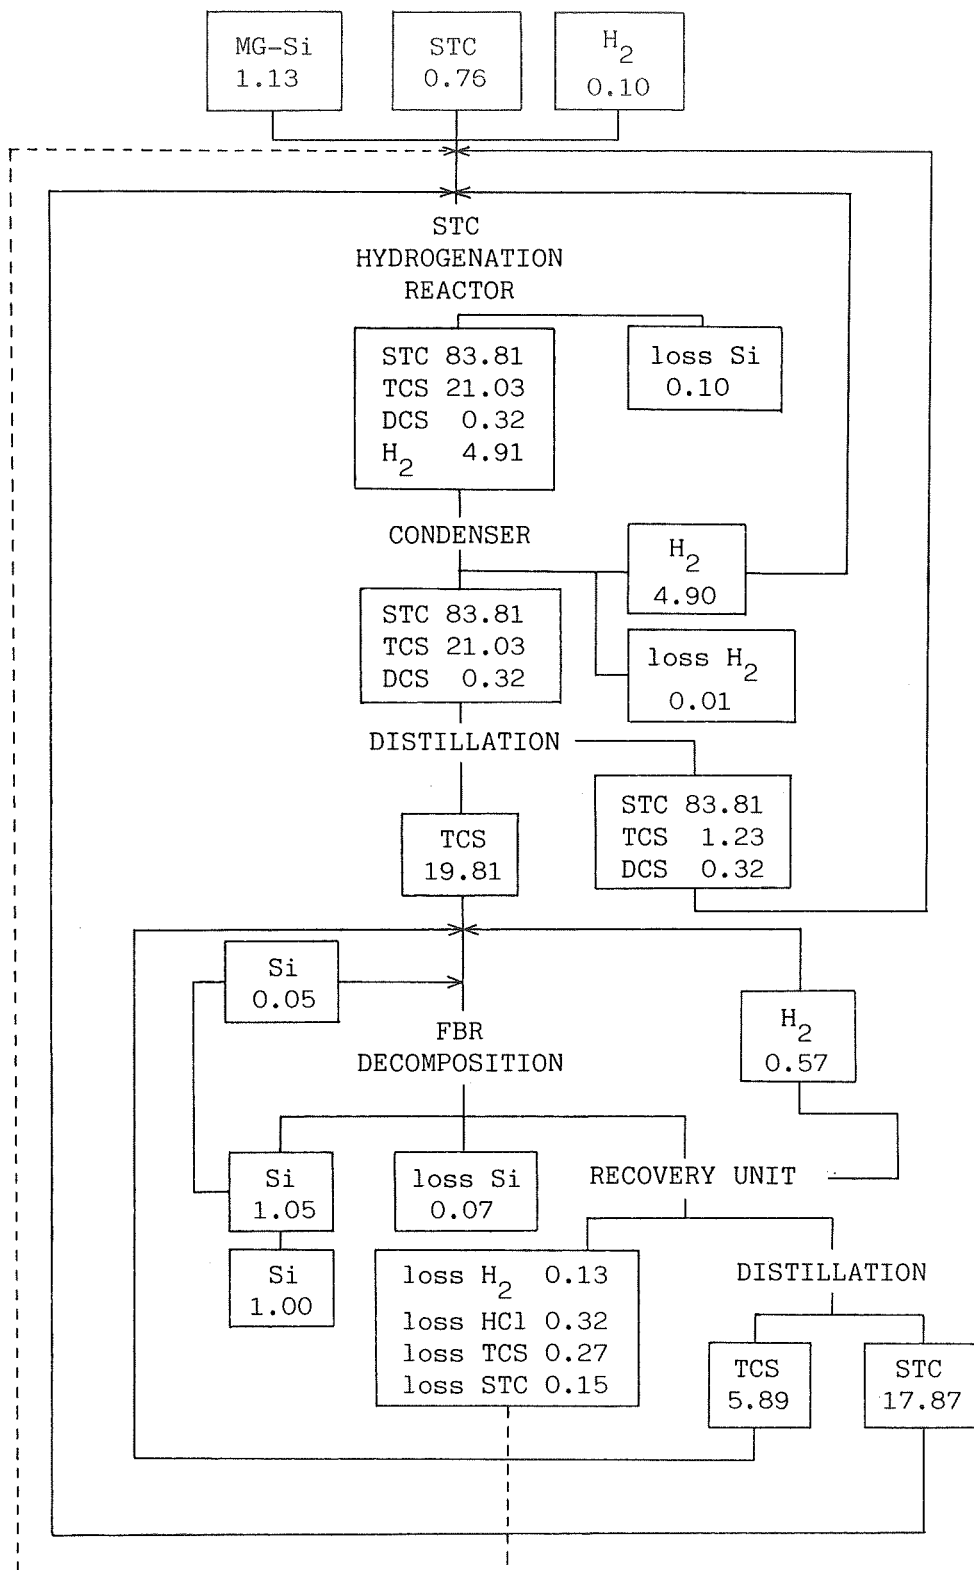 MG-Si
1.13
STC
0.76
H2
0.10
STC
HYDROGENATION
REACTOR
STC 83.81
TCS 21.03
DCS 0.32
H2 4.91
loss Si
0.10
CONDENSER
H2
4.90
STC 83.81
TCS 21.03
DCS 0.32
loss H2
0.01
DISTILLATION
STC 83.81
TCS 1.23
DCS 0.32
TCS
19.81
Si
0.05
H2
0.57
FBR
DECOMPOSITION
Si
1.05
loss Si
0.07
RECOVERY UNIT
Si
1.00
loss H2 0.13
loss HCl 0.32
loss TCS 0.27
loss STC 0.15
DISTILLATION
TCS
5.89
STC
17.87